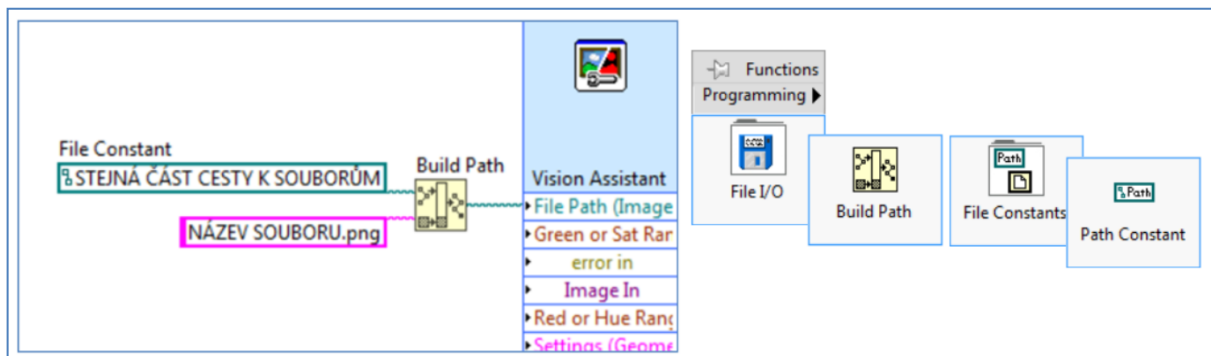 File Constant
STEJNÁ ČÁST CESTY K SOUBORŮM
NÁZEV SOUBORU.png
Build Path
Vision Assistant
File Path (Image
Green or Sat Ran
error in
Image In
Red or Hue Rang
Settings (Geome
Functions
Programming
File I/O
Build Path
Path
File Constants
Path
Path Constant